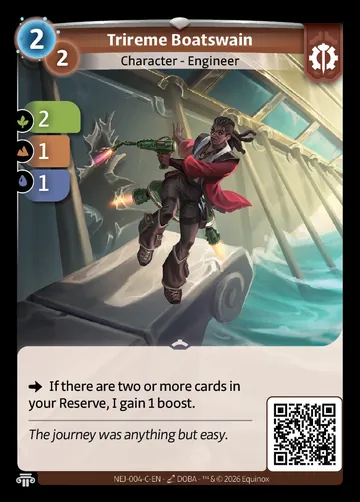 2
2
Trireme Boatswain
Character - Engineer
2
1
1
If there are two or more cards in
your Reserve, I gain 1 boost.
The journey was anything but easy.
NEJ-004-C-EN - DOBA - ™ & © 2026 Equinox